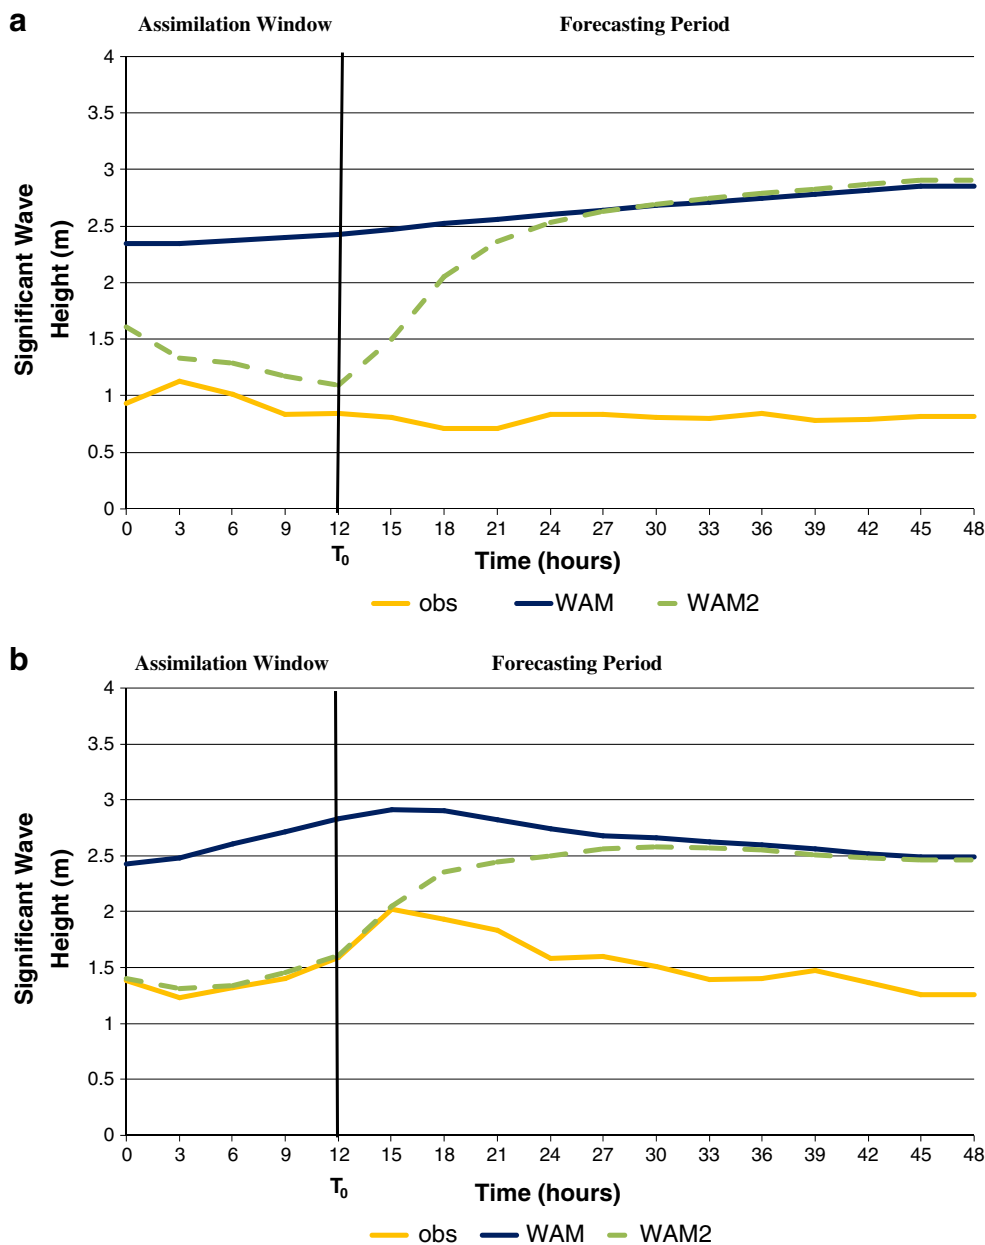 a
Assimilation Window Forecasting Period
4
3.5
3
2.5
2
1.5
1
0.5
0
Significant Wave
Height (m)
0 3 6 9 12 15 18 21 24 27 30 33 36 39 42 45 48
T0
Time (hours)
obs WAM WAM2
b
Assimilation Window Forecasting Period
4
3.5
3
2.5
2
1.5
1
0.5
0
Significant Wave
Height (m)
0 3 6 9 12 15 18 21 24 27 30 33 36 39 42 45 48
T0
Time (hours)
obs WAM WAM2